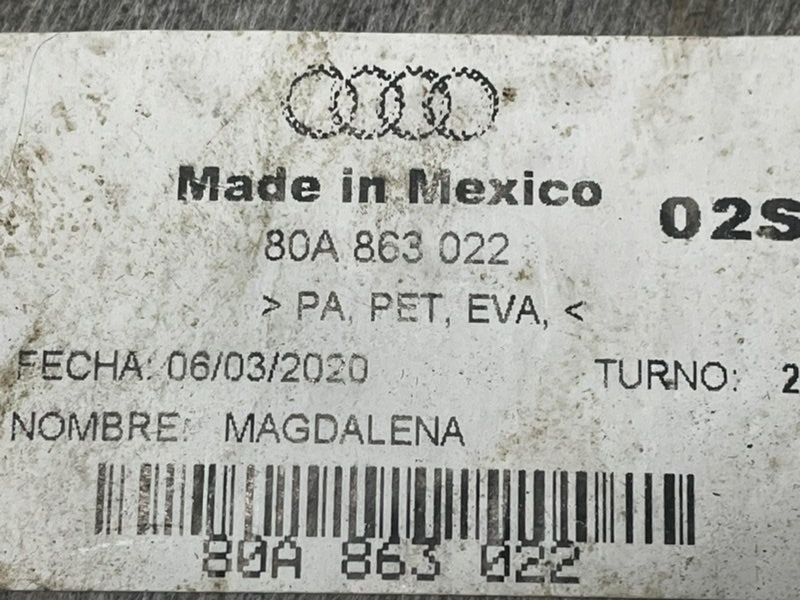 Made in Mexico
02S
80A 863 022
> PA, PET, EVA, <
FECHA: 06/03/2020 TURNO: 2
NOMBRE: MAGDALENA
80A 863 022